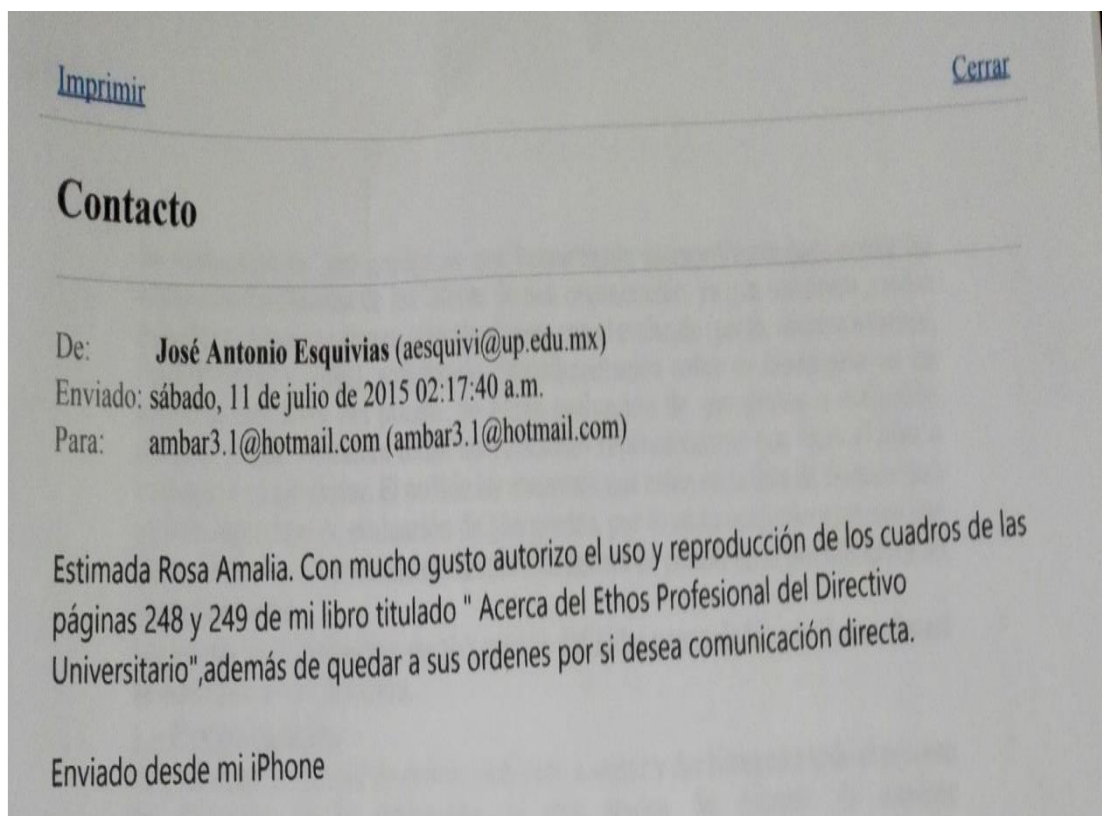 Imprimir
Cerrar
Contacto
De: José Antonio Esquivias (aesquivi@up.edu.mx)
Enviado: sábado, 11 de julio de 2015 02:17:40 a.m.
Para: ambar3.1@hotmail.com (ambar3.1@hotmail.com)
Estimada Rosa Amalia. Con mucho gusto autorizo el uso y reproducción de los cuadros de las
páginas 248 y 249 de mi libro titulado " Acerca del Ethos Profesional del Directivo
Universitario",además de quedar a sus ordenes por si desea comunicación directa.
Enviado desde mi iPhone